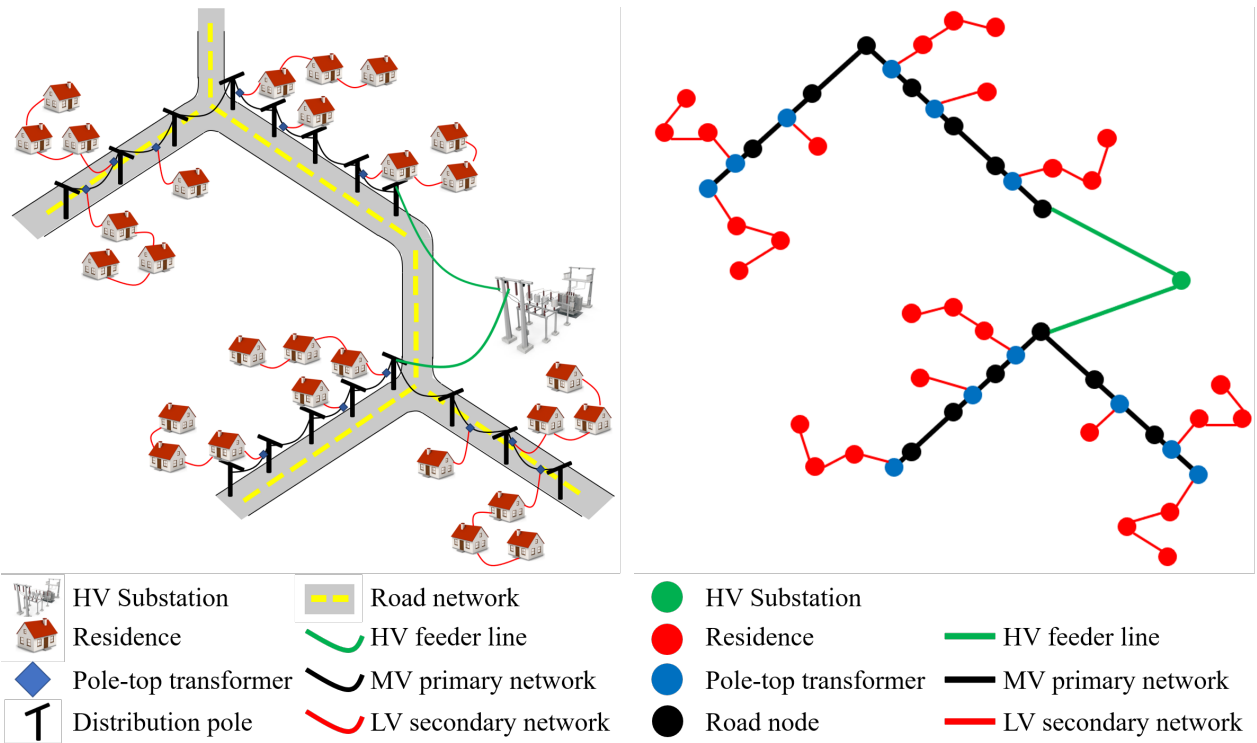 HV Substation
Residence
Pole-top transformer
Distribution pole
Road network
HV feeder line
MV primary network
LV secondary network
HV Substation
Residence
Pole-top transformer
Road node
HV feeder line
MV primary network
LV secondary network